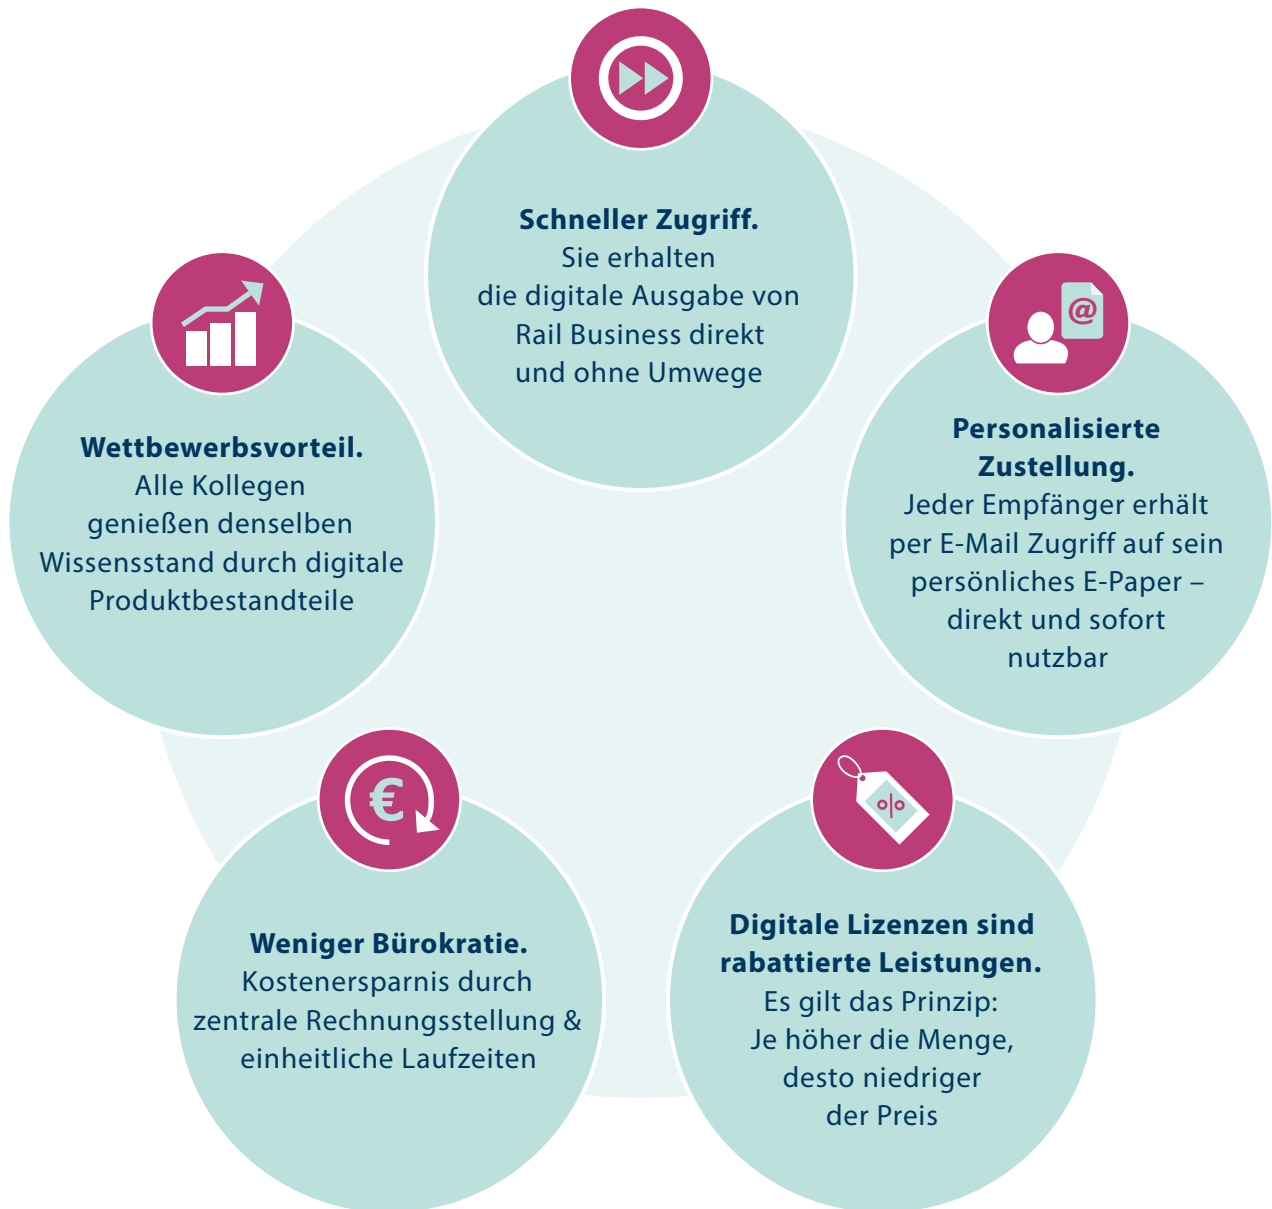 Schneller Zugriff.
Sie erhalten
die digitale Ausgabe von
Rail Business direkt
und ohne Umwege
Wettbewerbsvorteil.
Alle Kollegen
genießen denselben
Wissensstand durch digitale
Produktbestandteile
@
Personalisierte
Zustellung.
Jeder Empfänger erhält
per E-Mail Zugriff auf sein
persönliches E-Paper –
direkt und sofort
nutzbar
€
Weniger Bürokratie.
Kostenersparnis durch
zentrale Rechnungsstellung &
einheitliche Laufzeiten
%
Digitale Lizenzen sind
rabattierte Leistungen.
Es gilt das Prinzip:
Je höher die Menge,
desto niedriger
der Preis